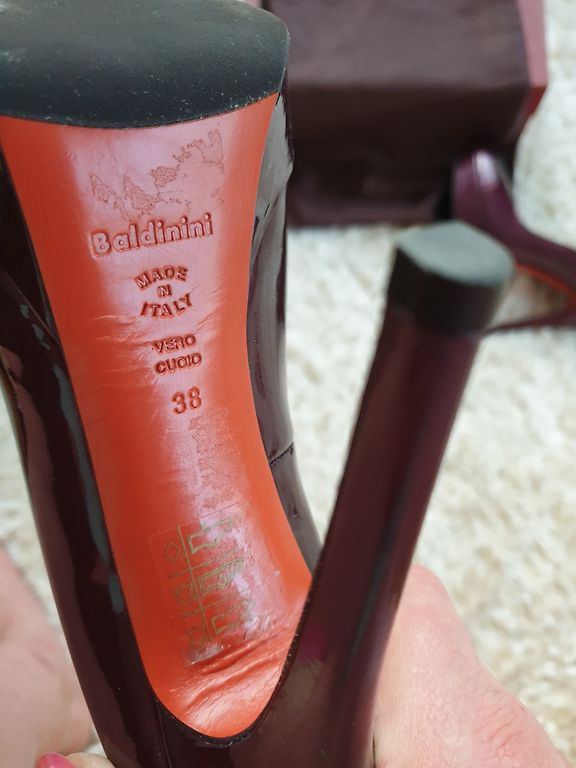 Baldinini
MADE
IN
ITALY
VERO
CUOIO
38